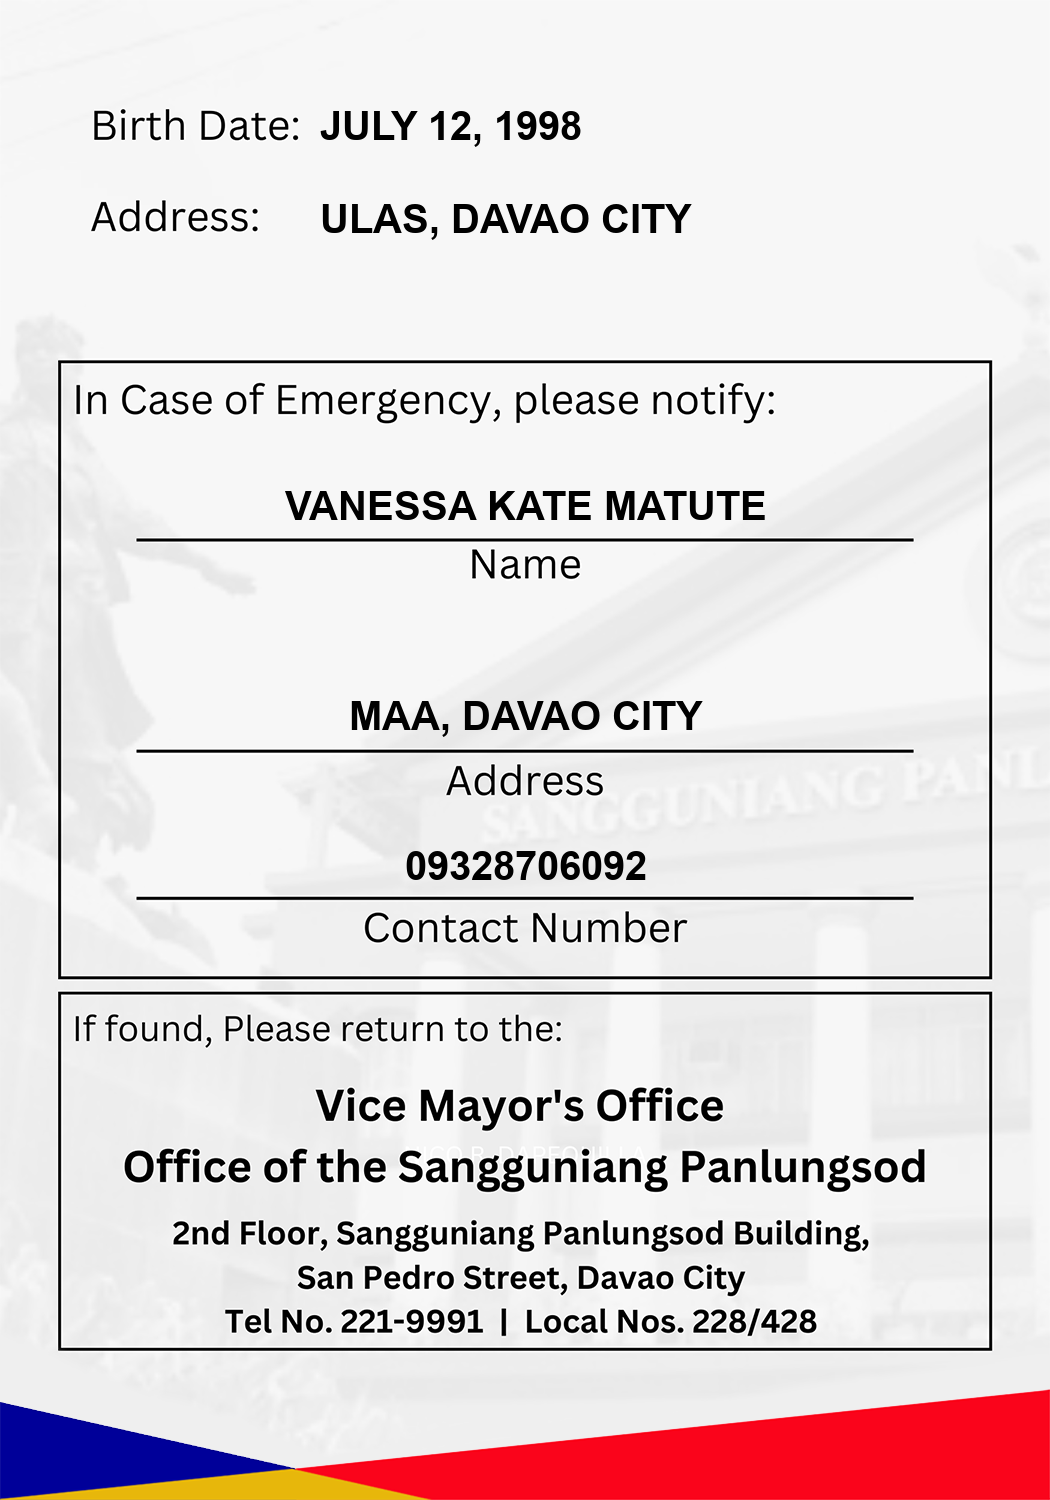 Birth Date: JULY 12, 1998
Address: ULAS, DAVAO CITY
In Case of Emergency, please notify:
VANESSA KATE MATUTE
Name
MAA, DAVAO CITY
Address
SANGGUNIANG PANL
09328706092
Contact Number
If found, Please return to the:
Vice Mayor's Office
Office of the Sangguniang Panlungsod
2nd Floor, Sangguniang Panlungsod Building,
San Pedro Street, Davao City
Tel No. 221-9991 | Local Nos. 228/428